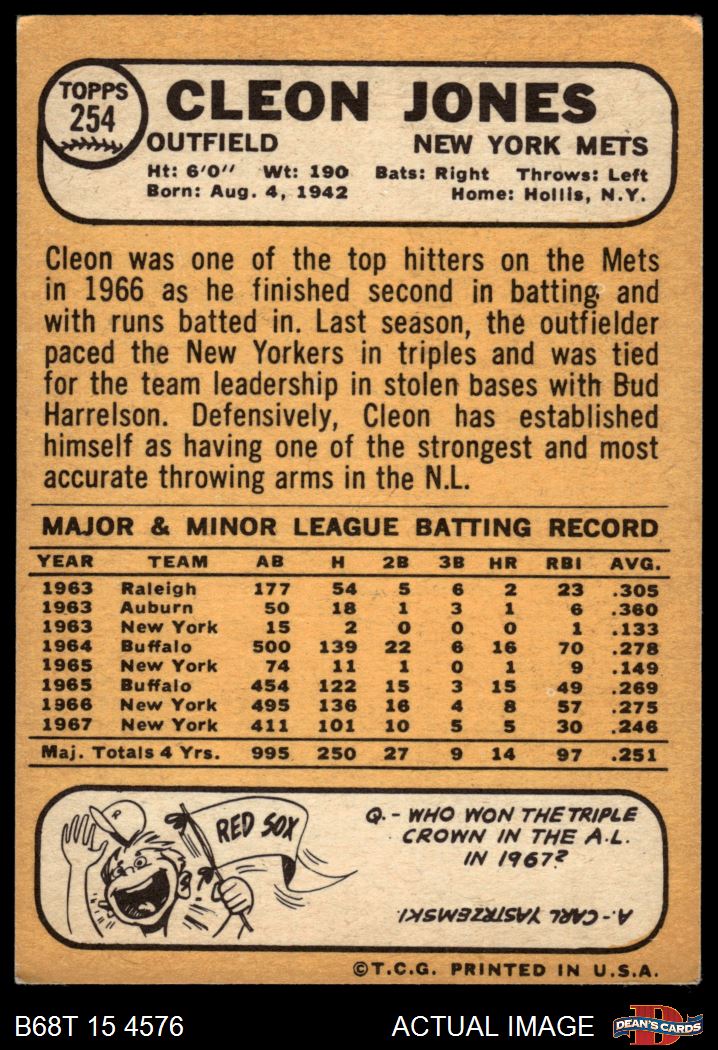 TOPPS
254
CLEON JONES
OUTFIELD NEW YORK METS
Ht: 6'0" Wt: 190 Bats: Right Throws: Left
Born: Aug. 4, 1942 Home: Hollis, N.Y.
Cleon was one of the top hitters on the Mets
in 1966 as he finished second in batting and
with runs batted in. Last season, the outfielder
paced the New Yorkers in triples and was tied
for the team leadership in stolen bases with Bud
Harrelson. Defensively, Cleon has established
himself as having one of the strongest and most
accurate throwing arms in the N.L.
MAJOR & MINOR LEAGUE BATTING RECORD
YEAR TEAM AB H 2B 3B HR RBI AVG.
1963 Raleigh 177 54 5 6 2 23 .305
1963 Auburn 50 18 1 3 1 6 .360
1963 New York 15 2 0 0 0 1 .133
1964 Buffalo 500 139 22 6 16 70 .278
1965 New York 74 11 1 0 1 9 .149
1965 Buffalo 454 122 15 3 15 49 .269
1966 New York 495 136 16 4 8 57 .275
1967 New York 411 101 10 5 5 30 .246
Maj. Totals 4 Yrs. 995 250 27 9 14 97 .251
R
RED SOX
Q.- WHO WON THE TRIPLE
CROWN IN THE A.L.
IN 1967?
A.- CARL YASTRZEMSKI.
©T.C.G. PRINTED IN U.S.A.
B68T 15 4576 ACTUAL IMAGE
D
DEAN'S CARDS